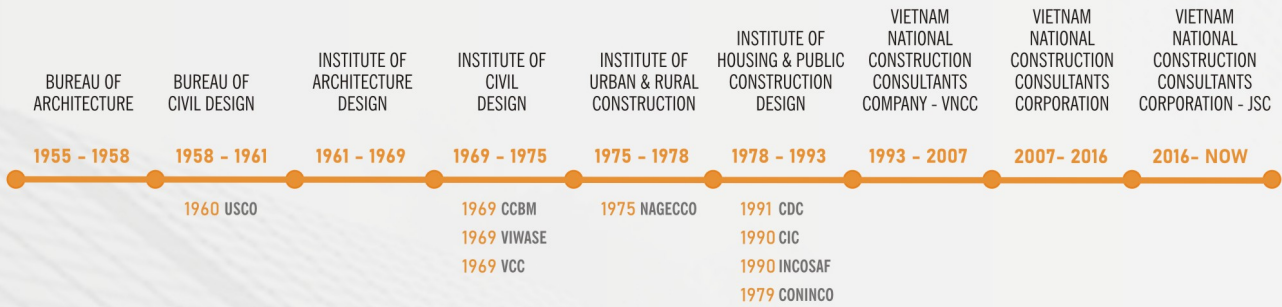 BUREAU OF
ARCHITECTURE
1955 - 1958
BUREAU OF
CIVIL DESIGN
1958 - 1961
1960 USCO
INSTITUTE OF
ARCHITECTURE
DESIGN
1961 - 1969
INSTITUTE OF
CIVIL
DESIGN
1969 - 1975
1969 CCBM
1969 VIWASE
1969 VCC
INSTITUTE OF
URBAN & RURAL
CONSTRUCTION
1975 - 1978
1975 NAGECCO
INSTITUTE OF
HOUSING & PUBLIC
CONSTRUCTION
DESIGN
1978 - 1993
1991 CDC
1990 CIC
1990 INCOSAF
1979 CONINCO
VIETNAM
NATIONAL
CONSTRUCTION
CONSULTANTS
COMPANY - VNCC
1993 - 2007
VIETNAM
NATIONAL
CONSTRUCTION
CONSULTANTS
CORPORATION
2007- 2016
VIETNAM
NATIONAL
CONSTRUCTION
CONSULTANTS
CORPORATION - JSC
2016- NOW